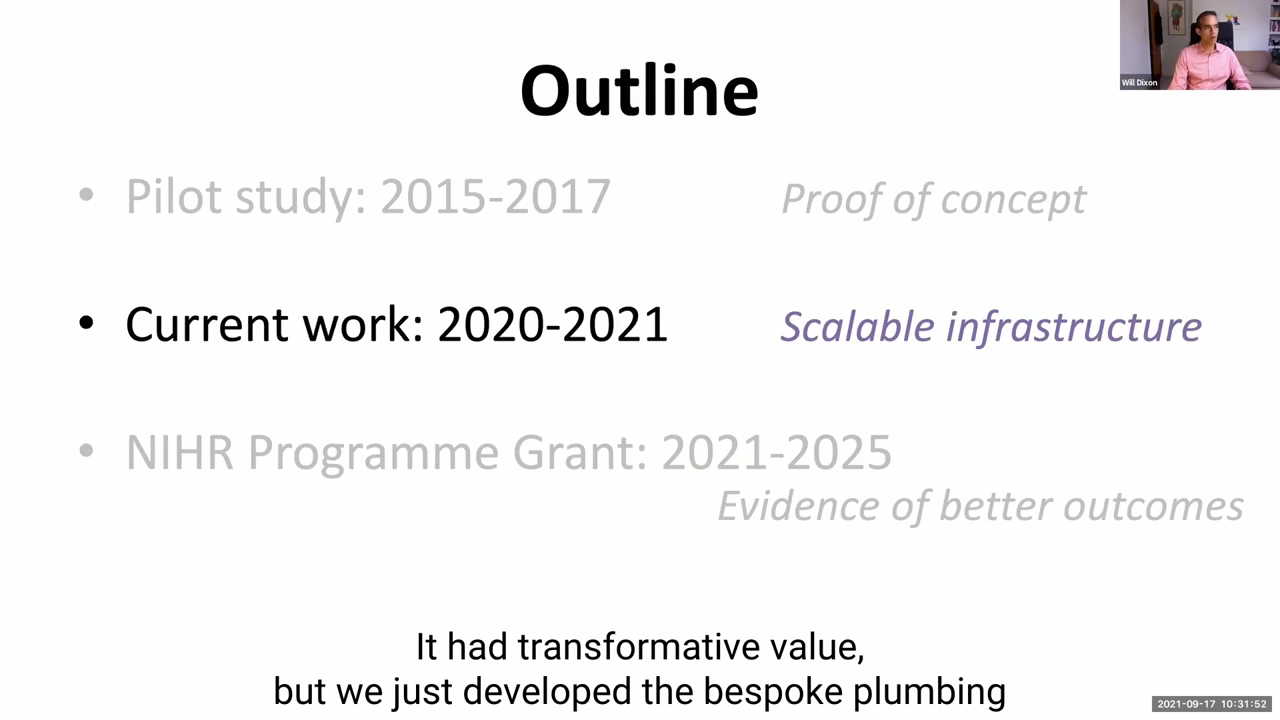 Outline
Will Dixon
• Pilot study: 2015-2017 Proof of concept
• Current work: 2020-2021 Scalable infrastructure
• NIHR Programme Grant: 2021-2025
Evidence of better outcomes
It had transformative value,
but we just developed the bespoke plumbing
2021-09-17 10:31:52